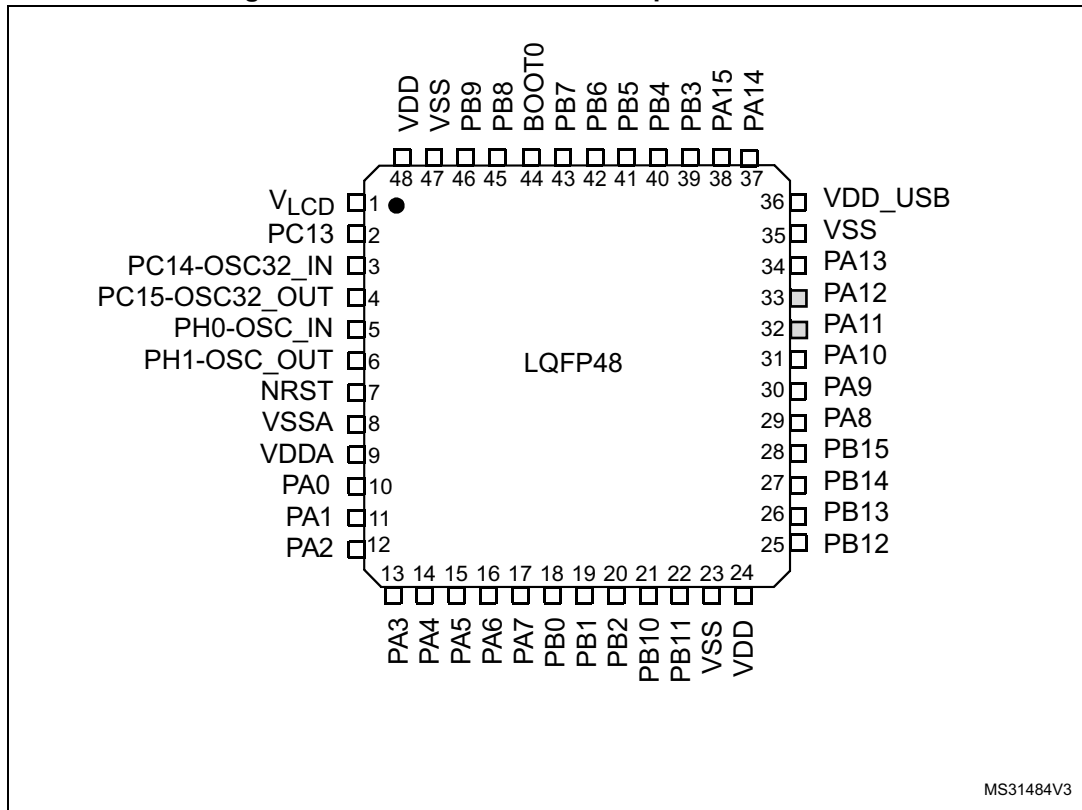 VDD
VSS
PB9
PB8
BOOT0
PB7
PB6
PB5
PB4
PB3
PA15
PA14
48 47 46 45 44 43 42 41 40 39 38 37
VLCD 1
PC13 2
PC14-OSC32_IN 3
PC15-OSC32_OUT 4
PH0-OSC_IN 5
PH1-OSC_OUT 6
NRST 7
VSSA 8
VDDA 9
PA0 10
PA1 11
PA2 12
LQFP48
36 VDD_USB
35 VSS
34 PA13
33 PA12
32 PA11
31 PA10
30 PA9
29 PA8
28 PB15
27 PB14
26 PB13
25 PB12
13 14 15 16 17 18 19 20 21 22 23 24
PA3
PA4
PA5
PA6
PA7
PB0
PB1
PB2
PB10
PB11
VSS
VDD
MS31484V3